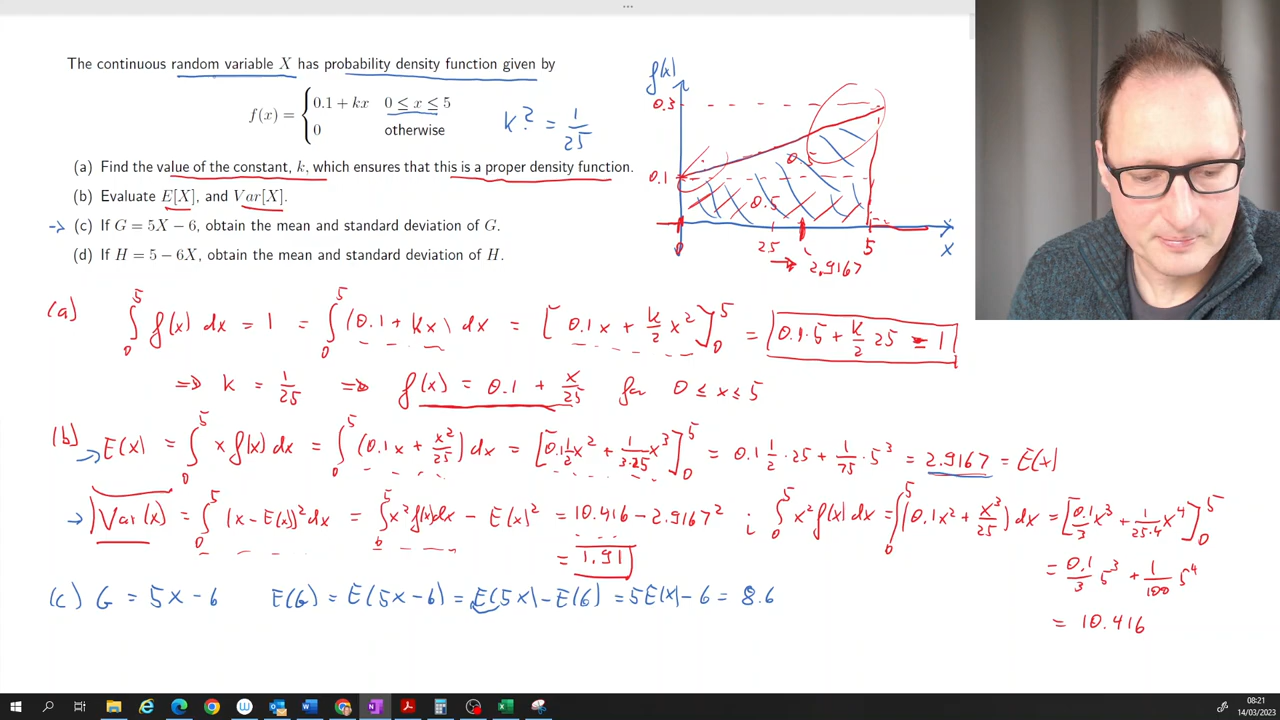 The continuous random variable X has probability density function given by
f(x) = { 0.1 + kx 0 ≤ x ≤ 5
0 otherwise
k? = 1/25
(a) Find the value of the constant, k, which ensures that this is a proper density function.
(b) Evaluate E[X], and Var[X].
-> (c) If G = 5X − 6, obtain the mean and standard deviation of G.
(d) If H = 5 − 6X, obtain the mean and standard deviation of H.
f(x)
0.3
0.1
0.5
0.5
0 2.5 5 x
→ 2.9167
(a) ∫₀⁵ f(x) dx = 1 = ∫₀⁵ (0.1 + kx) dx = [0.1x + k/2 x²]₀⁵ = 0.1·5 + k/2 25 = 1
=> k = 1/25 => f(x) = 0.1 + x/25 for 0 ≤ x ≤ 5
(b) → E(x) = ∫₀⁵ x f(x) dx = ∫₀⁵ (0.1x + x²/25) dx = [0.1 1/2 x² + 1/(3·25) x³]₀⁵ = 0.1 1/2 · 25 + 1/75 · 5³ = 2.9167 = E(x)
→ Var(x) = ∫₀⁵ (x − E(x))² dx = ∫₀⁵ x² f(x) dx − E(x)² = 10.416 − 2.9167² ; ∫₀⁵ x² f(x) dx = ∫₀⁵ (0.1x² + x³/25) dx = [0.1/3 x³ + 1/(25·4) x⁴]₀⁵
= 1.91
= 0.1/3 5³ + 1/100 5⁴
= 10.416
(c) G = 5x − 6 E(G) = E(5x − 6) = E(5x) − E(6) = 5E(x) − 6 = 8.6
08:21
14/03/2023